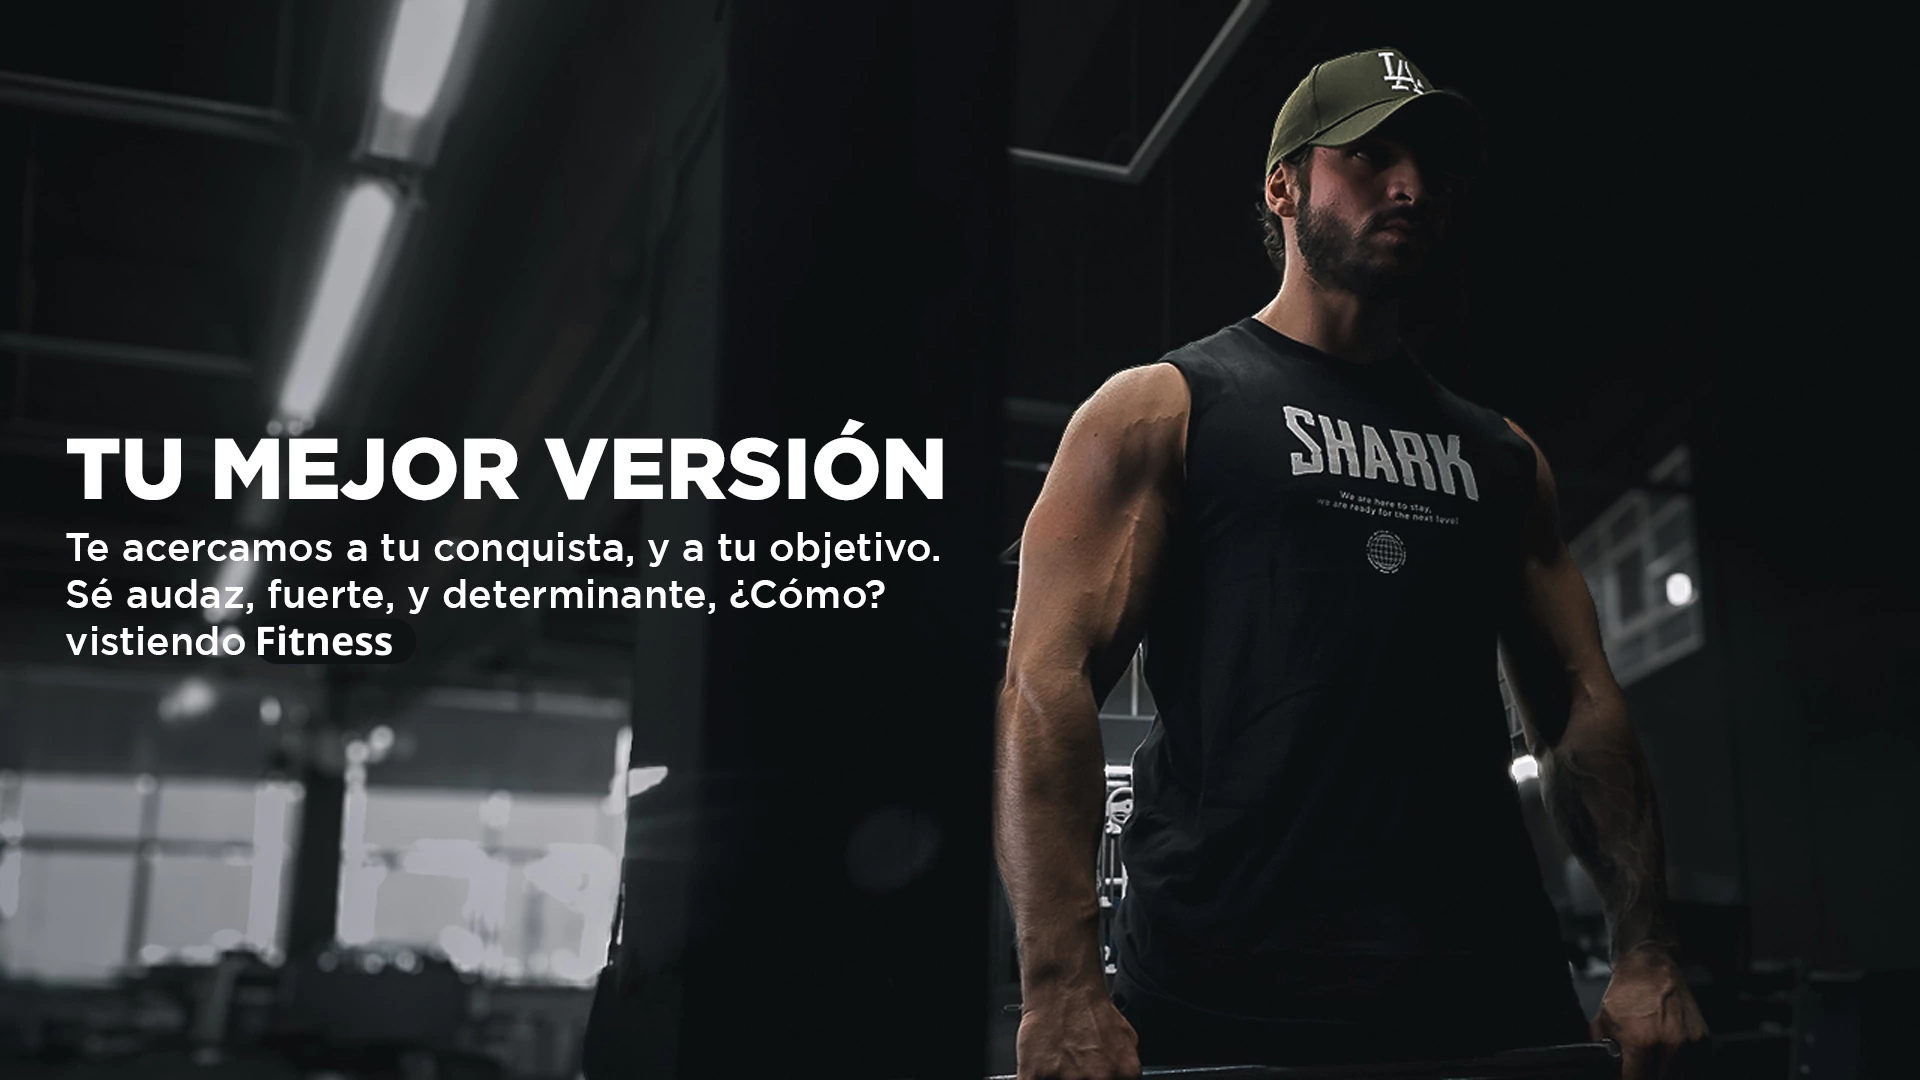 LA
TU MEJOR VERSIÓN
Te acercamos a tu conquista, y a tu objetivo.
Sé audaz, fuerte, y determinante, ¿Cómo?
vistiendo Fitness
SHARK
We are here to stay,
we are ready for the next level